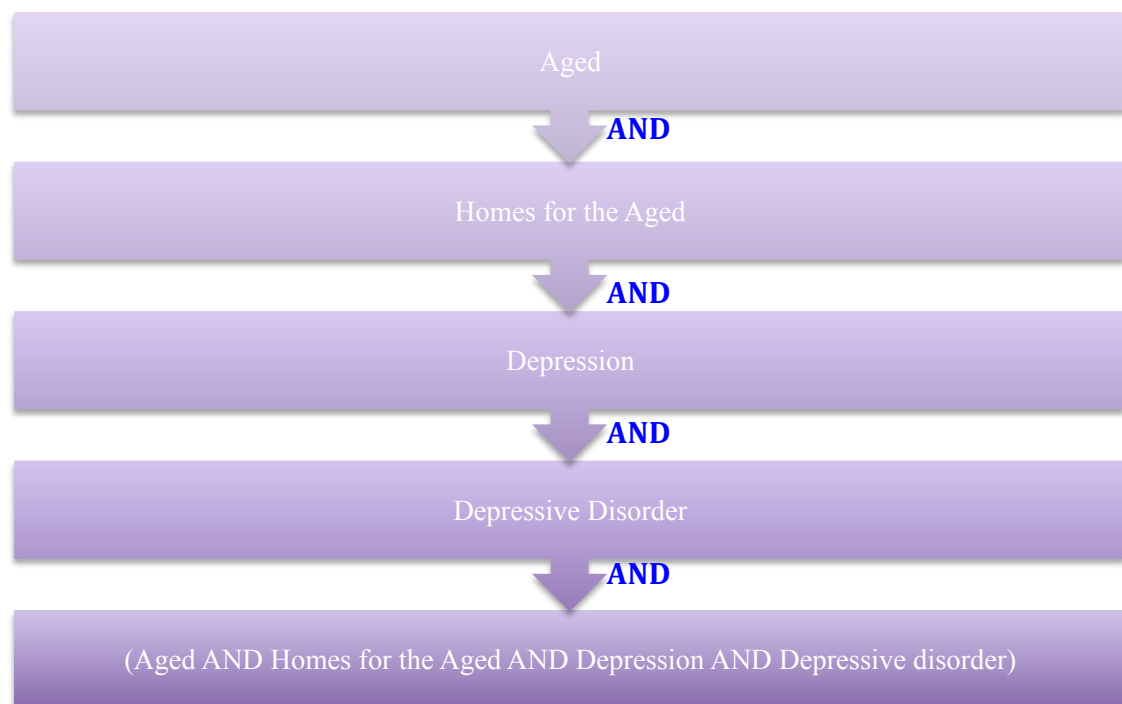 Aged
AND
Homes for the Aged
AND
Depression
AND
Depressive Disorder
AND
(Aged AND Homes for the Aged AND Depression AND Depressive disorder)